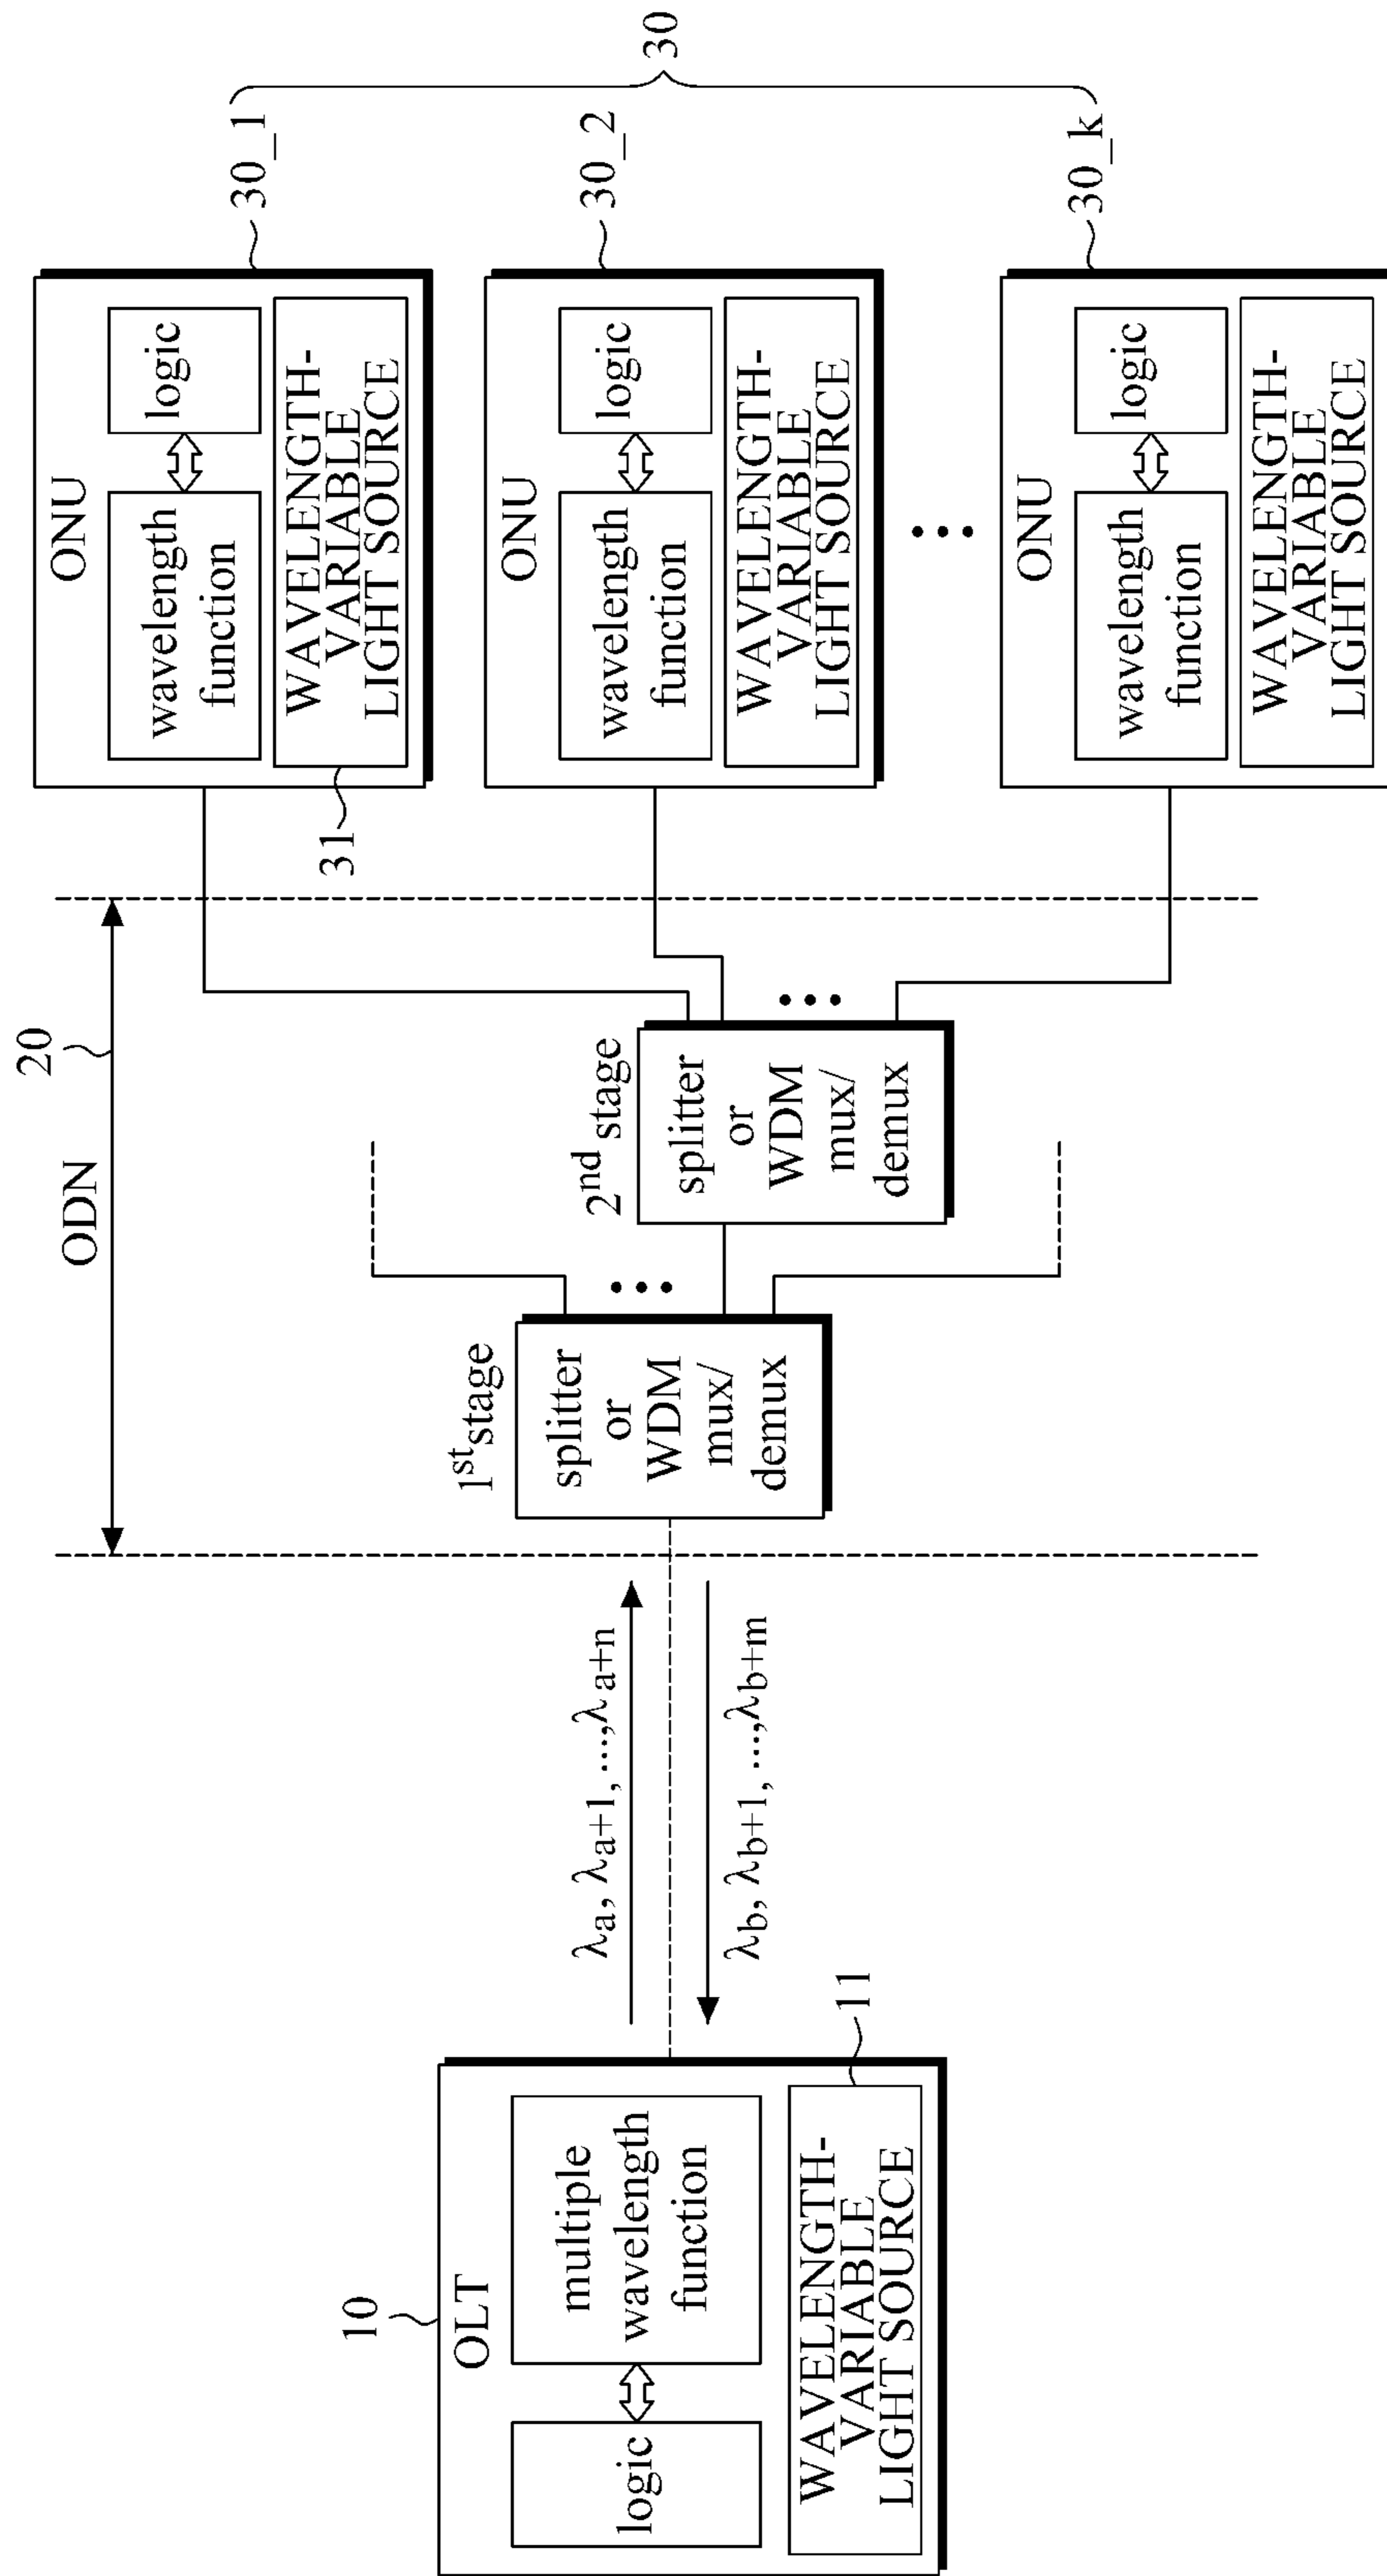 10
OLT
logic
multiple
wavelength
function
WAVELENGTH-
VARIABLE
LIGHT SOURCE
11
λa, λa+1, ...,λa+n
λb, λb+1, ...,λb+m
ODN
20
1st stage
splitter
or
WDM
mux/
demux
2nd stage
splitter
or
WDM
mux/
demux
ONU
wavelength
function
logic
WAVELENGTH-
VARIABLE
LIGHT SOURCE
31
30_1
ONU
wavelength
function
logic
WAVELENGTH-
VARIABLE
LIGHT SOURCE
30_2
ONU
wavelength
function
logic
WAVELENGTH-
VARIABLE
LIGHT SOURCE
30_k
30